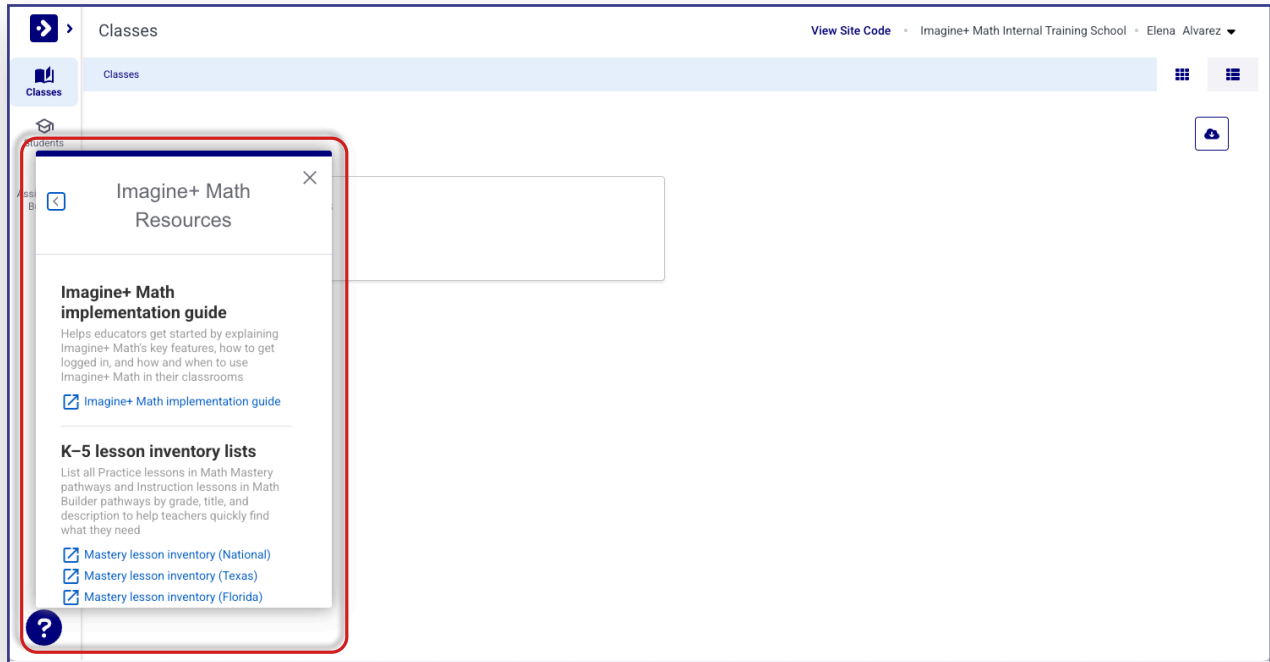 Classes
View Site Code
Imagine+ Math Internal Training School
Elena Alvarez
Classes
Classes
Students
Imagine+ Math
Resources
Imagine+ Math
implementation guide
Helps educators get started by explaining
Imagine+ Math's key features, how to get
logged in, and how and when to use
Imagine+ Math in their classrooms
Imagine+ Math implementation guide
K–5 lesson inventory lists
List all Practice lessons in Math Mastery
pathways and Instruction lessons in Math
Builder pathways by grade, title, and
description to help teachers quickly find
what they need
Mastery lesson inventory (National)
Mastery lesson inventory (Texas)
Mastery lesson inventory (Florida)
?